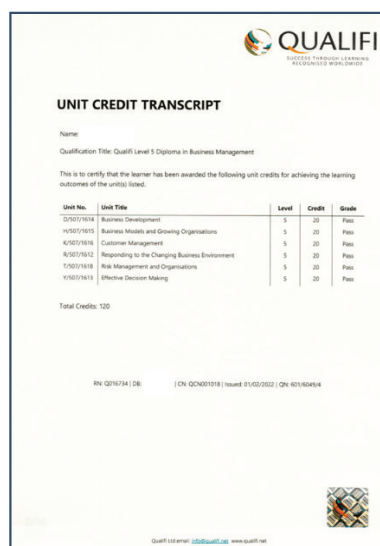 QUALIFI
SUCCESS THROUGH LEARNING
RECOGNISED WORLDWIDE
UNIT CREDIT TRANSCRIPT
Name:
Qualification Title: Qualifi Level 5 Diploma in Business Management
This is to certify that the learner has been awarded the following unit credits for achieving the learning
outcomes of the unit(s) listed.
Unit No. Unit Title Level Credit Grade
D/507/1614 Business Development 5 20 Pass
H/507/1615 Business Models and Growing Organisations 5 20 Pass
K/507/1616 Customer Management 5 20 Pass
R/507/1612 Responding to the Changing Business Environment 5 20 Pass
T/507/1618 Risk Management and Organisations 5 20 Pass
Y/507/1613 Effective Decision Making 5 20 Pass
Total Credits: 120
RN: Q016734 | DB: | CN: QCN001018 | Issued: 01/02/2022 | QN: 601/6049/4
Qualifi Ltd email: info@qualifi.net www.qualifi.net